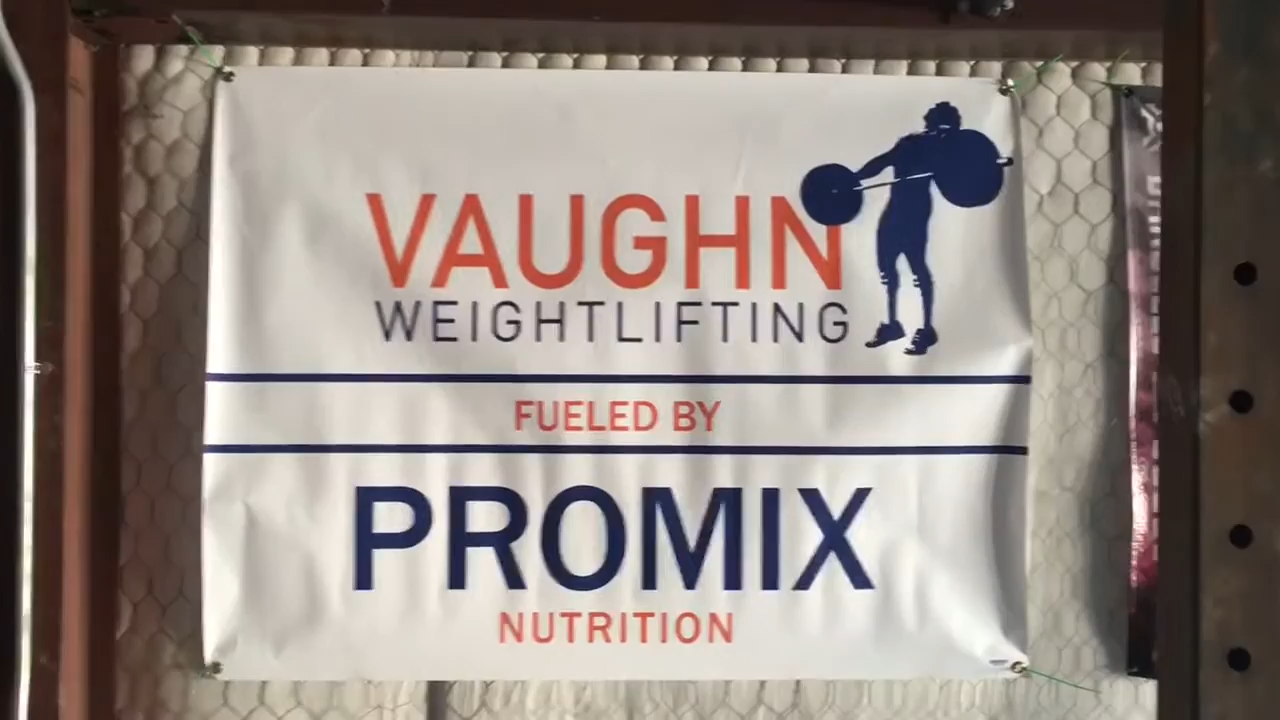 VAUGHN
WEIGHTLIFTING
FUELED BY
PROMIX
NUTRITION